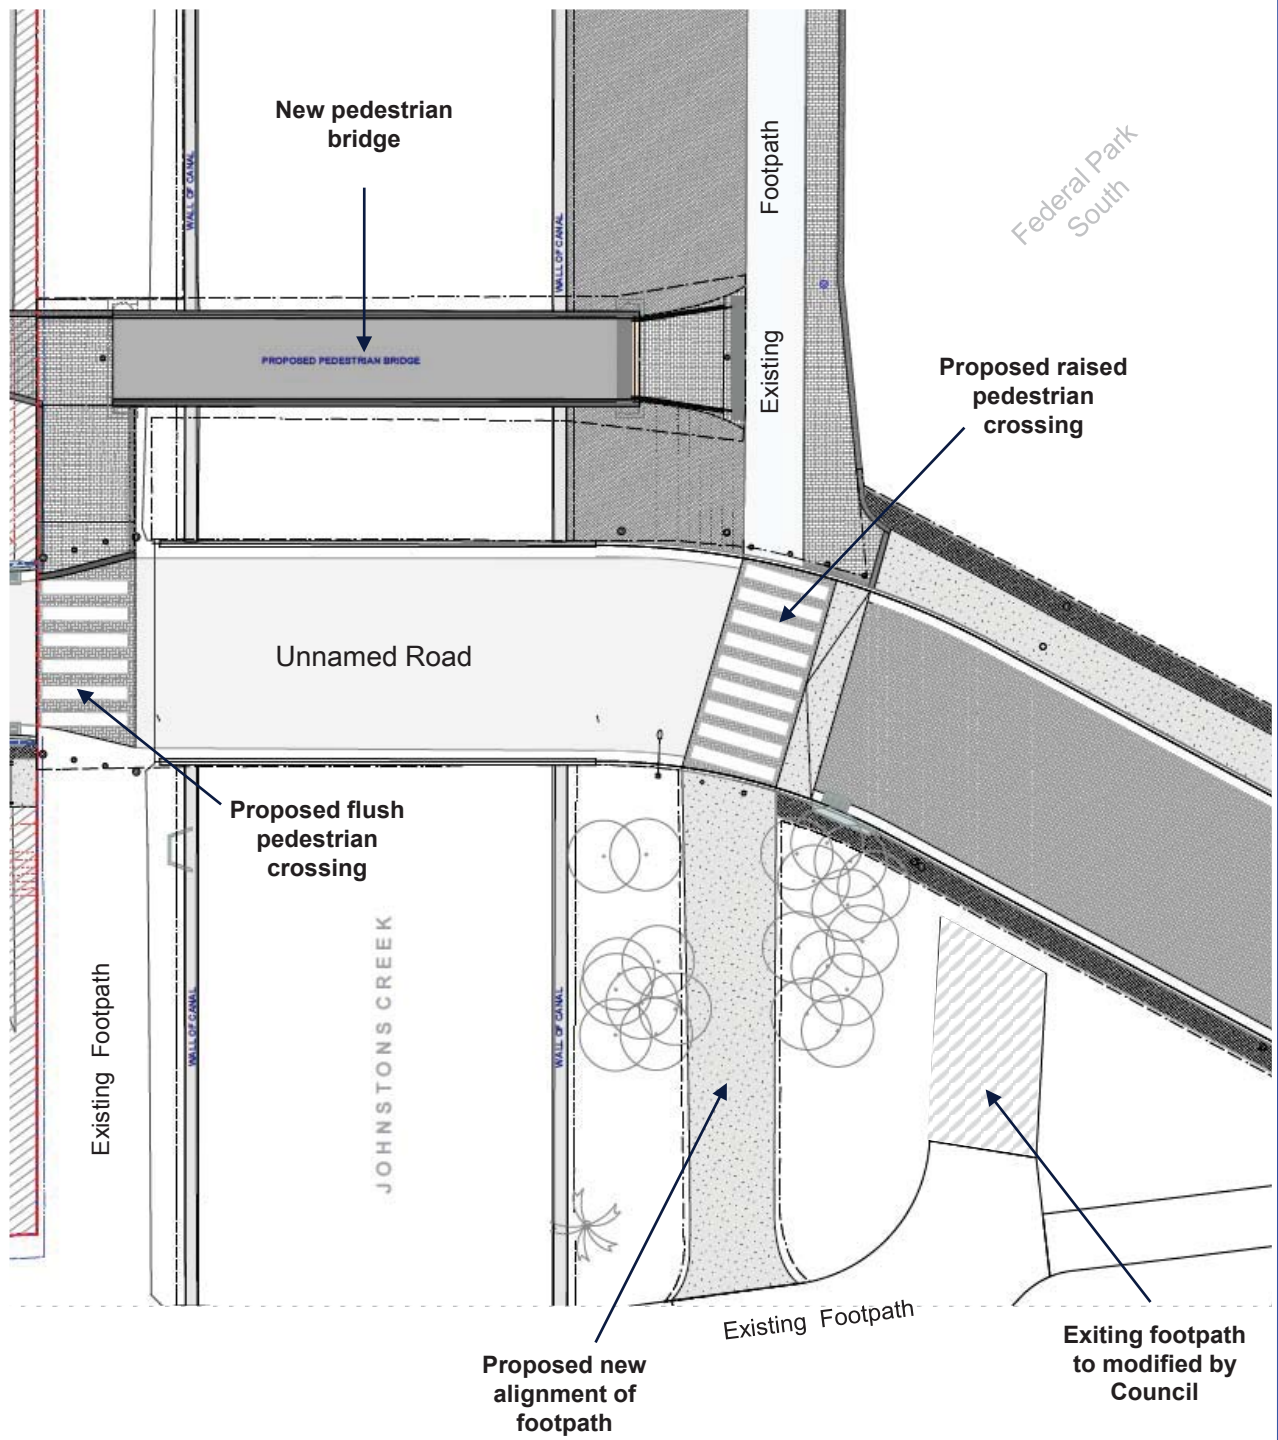 New pedestrian
bridge
WALL OF CANAL
WALL OF CANAL
Footpath
Existing
Federal Park
South
PROPOSED PEDESTRIAN BRIDGE
Proposed raised
pedestrian
crossing
Unnamed Road
Proposed flush
pedestrian
crossing
Existing Footpath
WALL OF CANAL
JOHNSTONS CREEK
WALL OF CANAL
Existing Footpath
Proposed new
alignment of
footpath
Exiting footpath
to modified by
Council